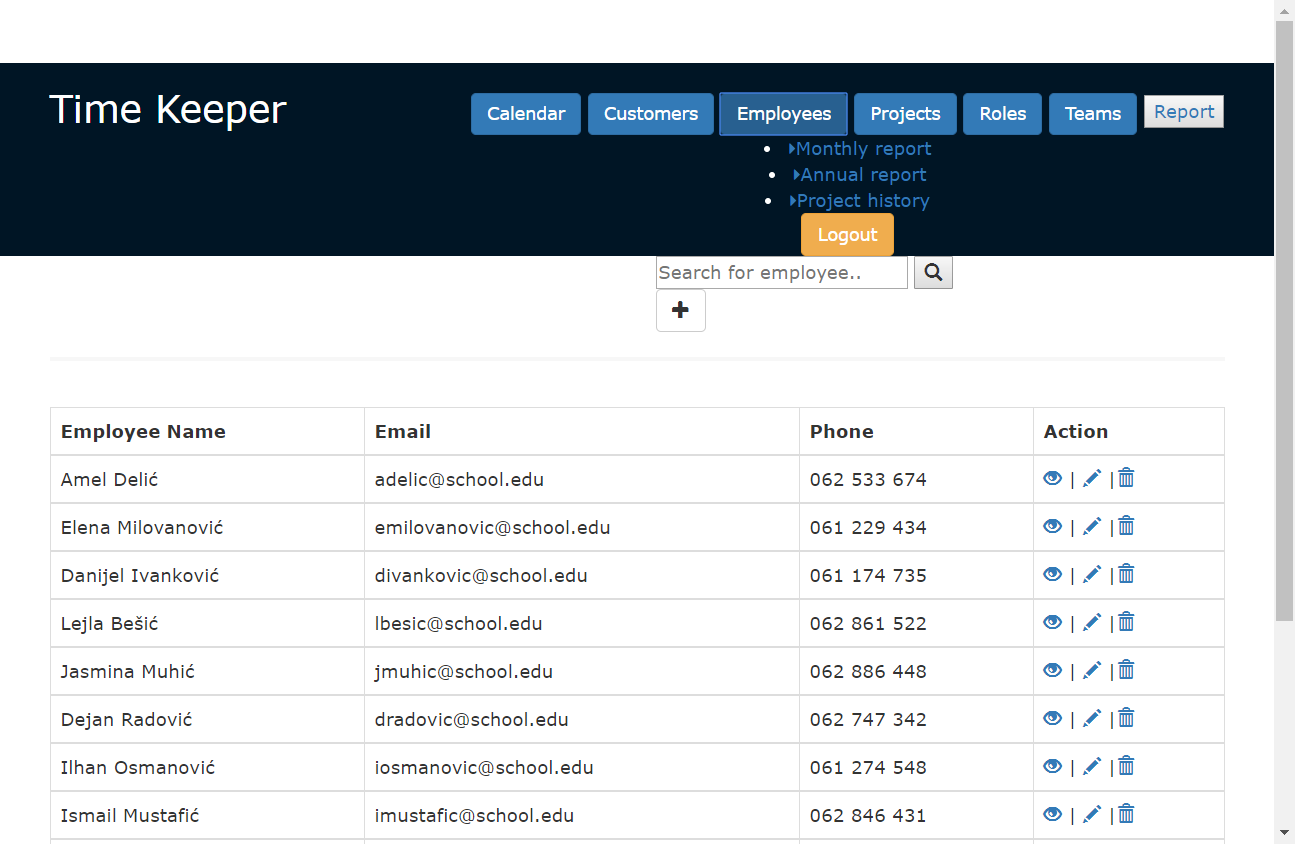 Time Keeper
Calendar Customers Employees Projects Roles Teams Report
Monthly report
Annual report
Project history
Logout
Search for employee..
Employee Name Email Phone Action
Amel Delić adelic@school.edu 062 533 674 | |
Elena Milovanović emilovanovic@school.edu 061 229 434 | |
Danijel Ivanković divankovic@school.edu 061 174 735 | |
Lejla Bešić lbesic@school.edu 062 861 522 | |
Jasmina Muhić jmuhic@school.edu 062 886 448 | |
Dejan Radović dradovic@school.edu 062 747 342 | |
Ilhan Osmanović iosmanovic@school.edu 061 274 548 | |
Ismail Mustafić imustafic@school.edu 062 846 431 | |